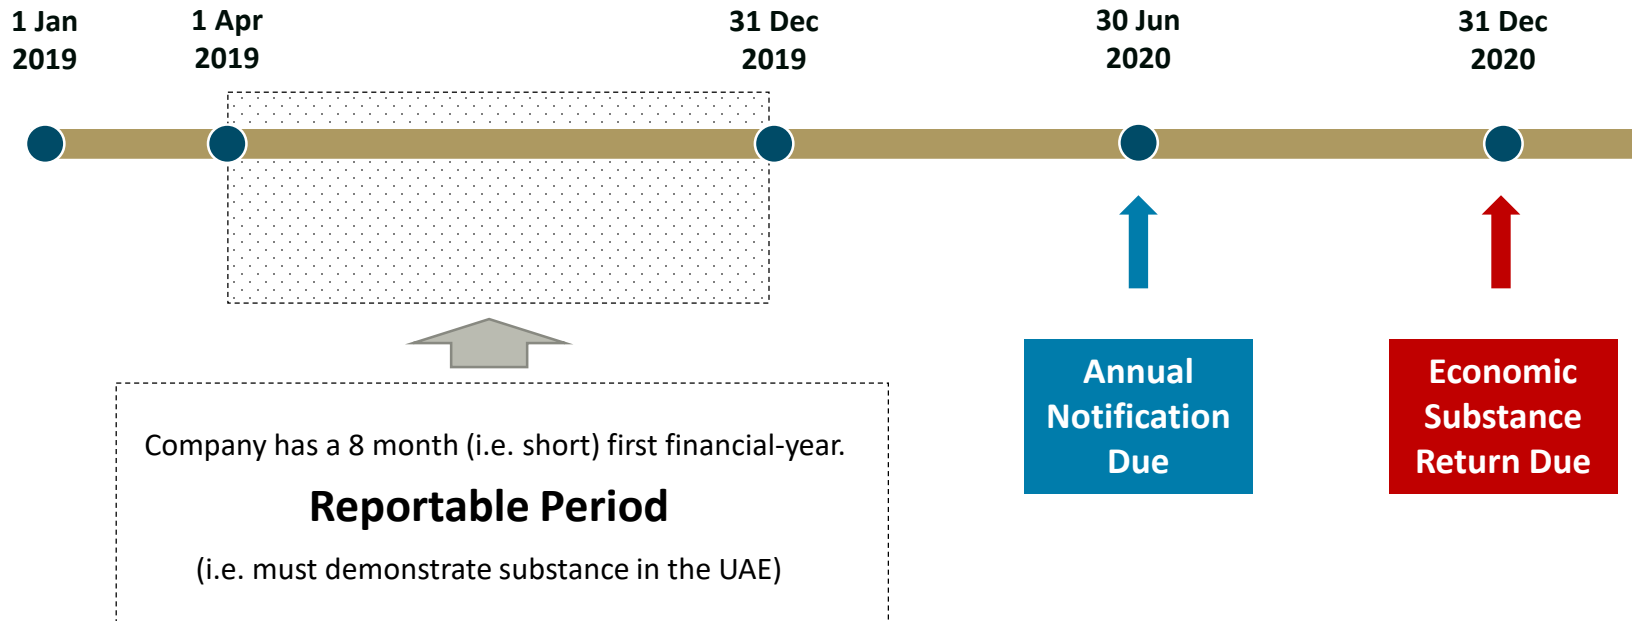 1 Jan
2019
1 Apr
2019
31 Dec
2019
30 Jun
2020
31 Dec
2020
Company has a 8 month (i.e. short) first financial-year.
Reportable Period
(i.e. must demonstrate substance in the UAE)
Annual
Notification
Due
Economic
Substance
Return Due